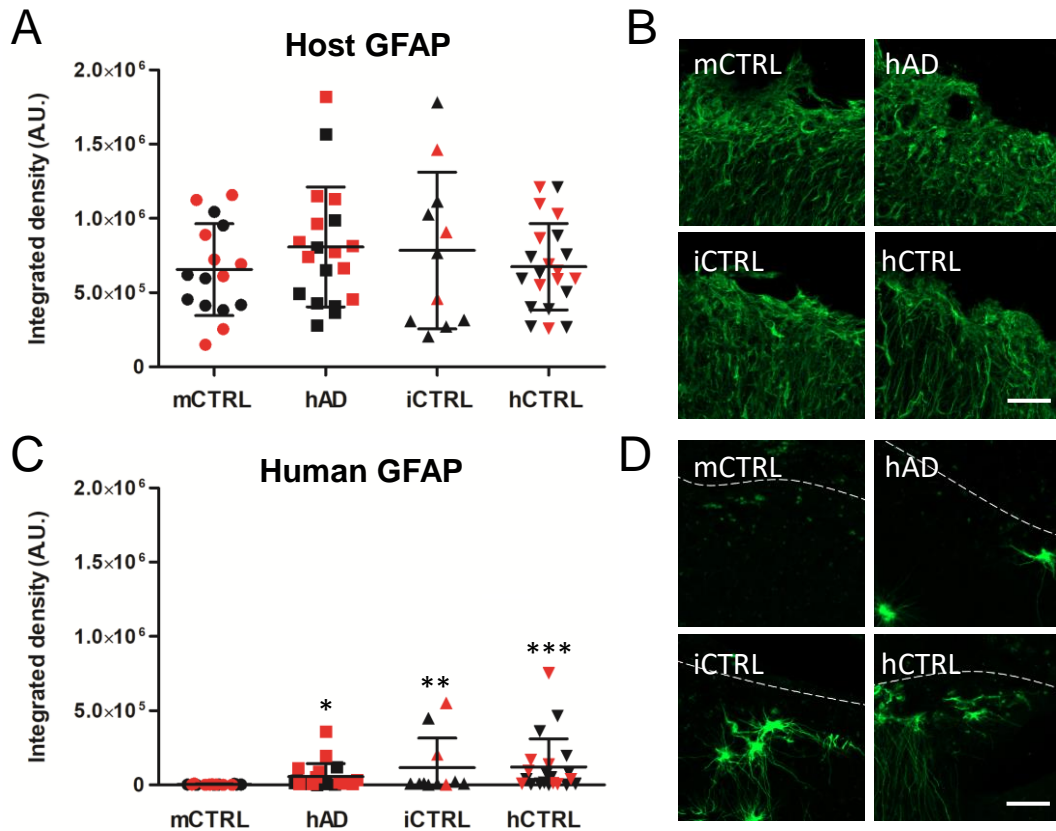 A
Host GFAP
Integrated density (A.U.)
2.0×10⁶
1.5×10⁶
1.0×10⁶
5.0×10⁵
0
mCTRL hAD iCTRL hCTRL
B
mCTRL hAD
iCTRL hCTRL
C
Human GFAP
Integrated density (A.U.)
2.0×10⁶
1.5×10⁶
1.0×10⁶
5.0×10⁵
0
* ** ***
mCTRL hAD iCTRL hCTRL
D
mCTRL hAD
iCTRL hCTRL